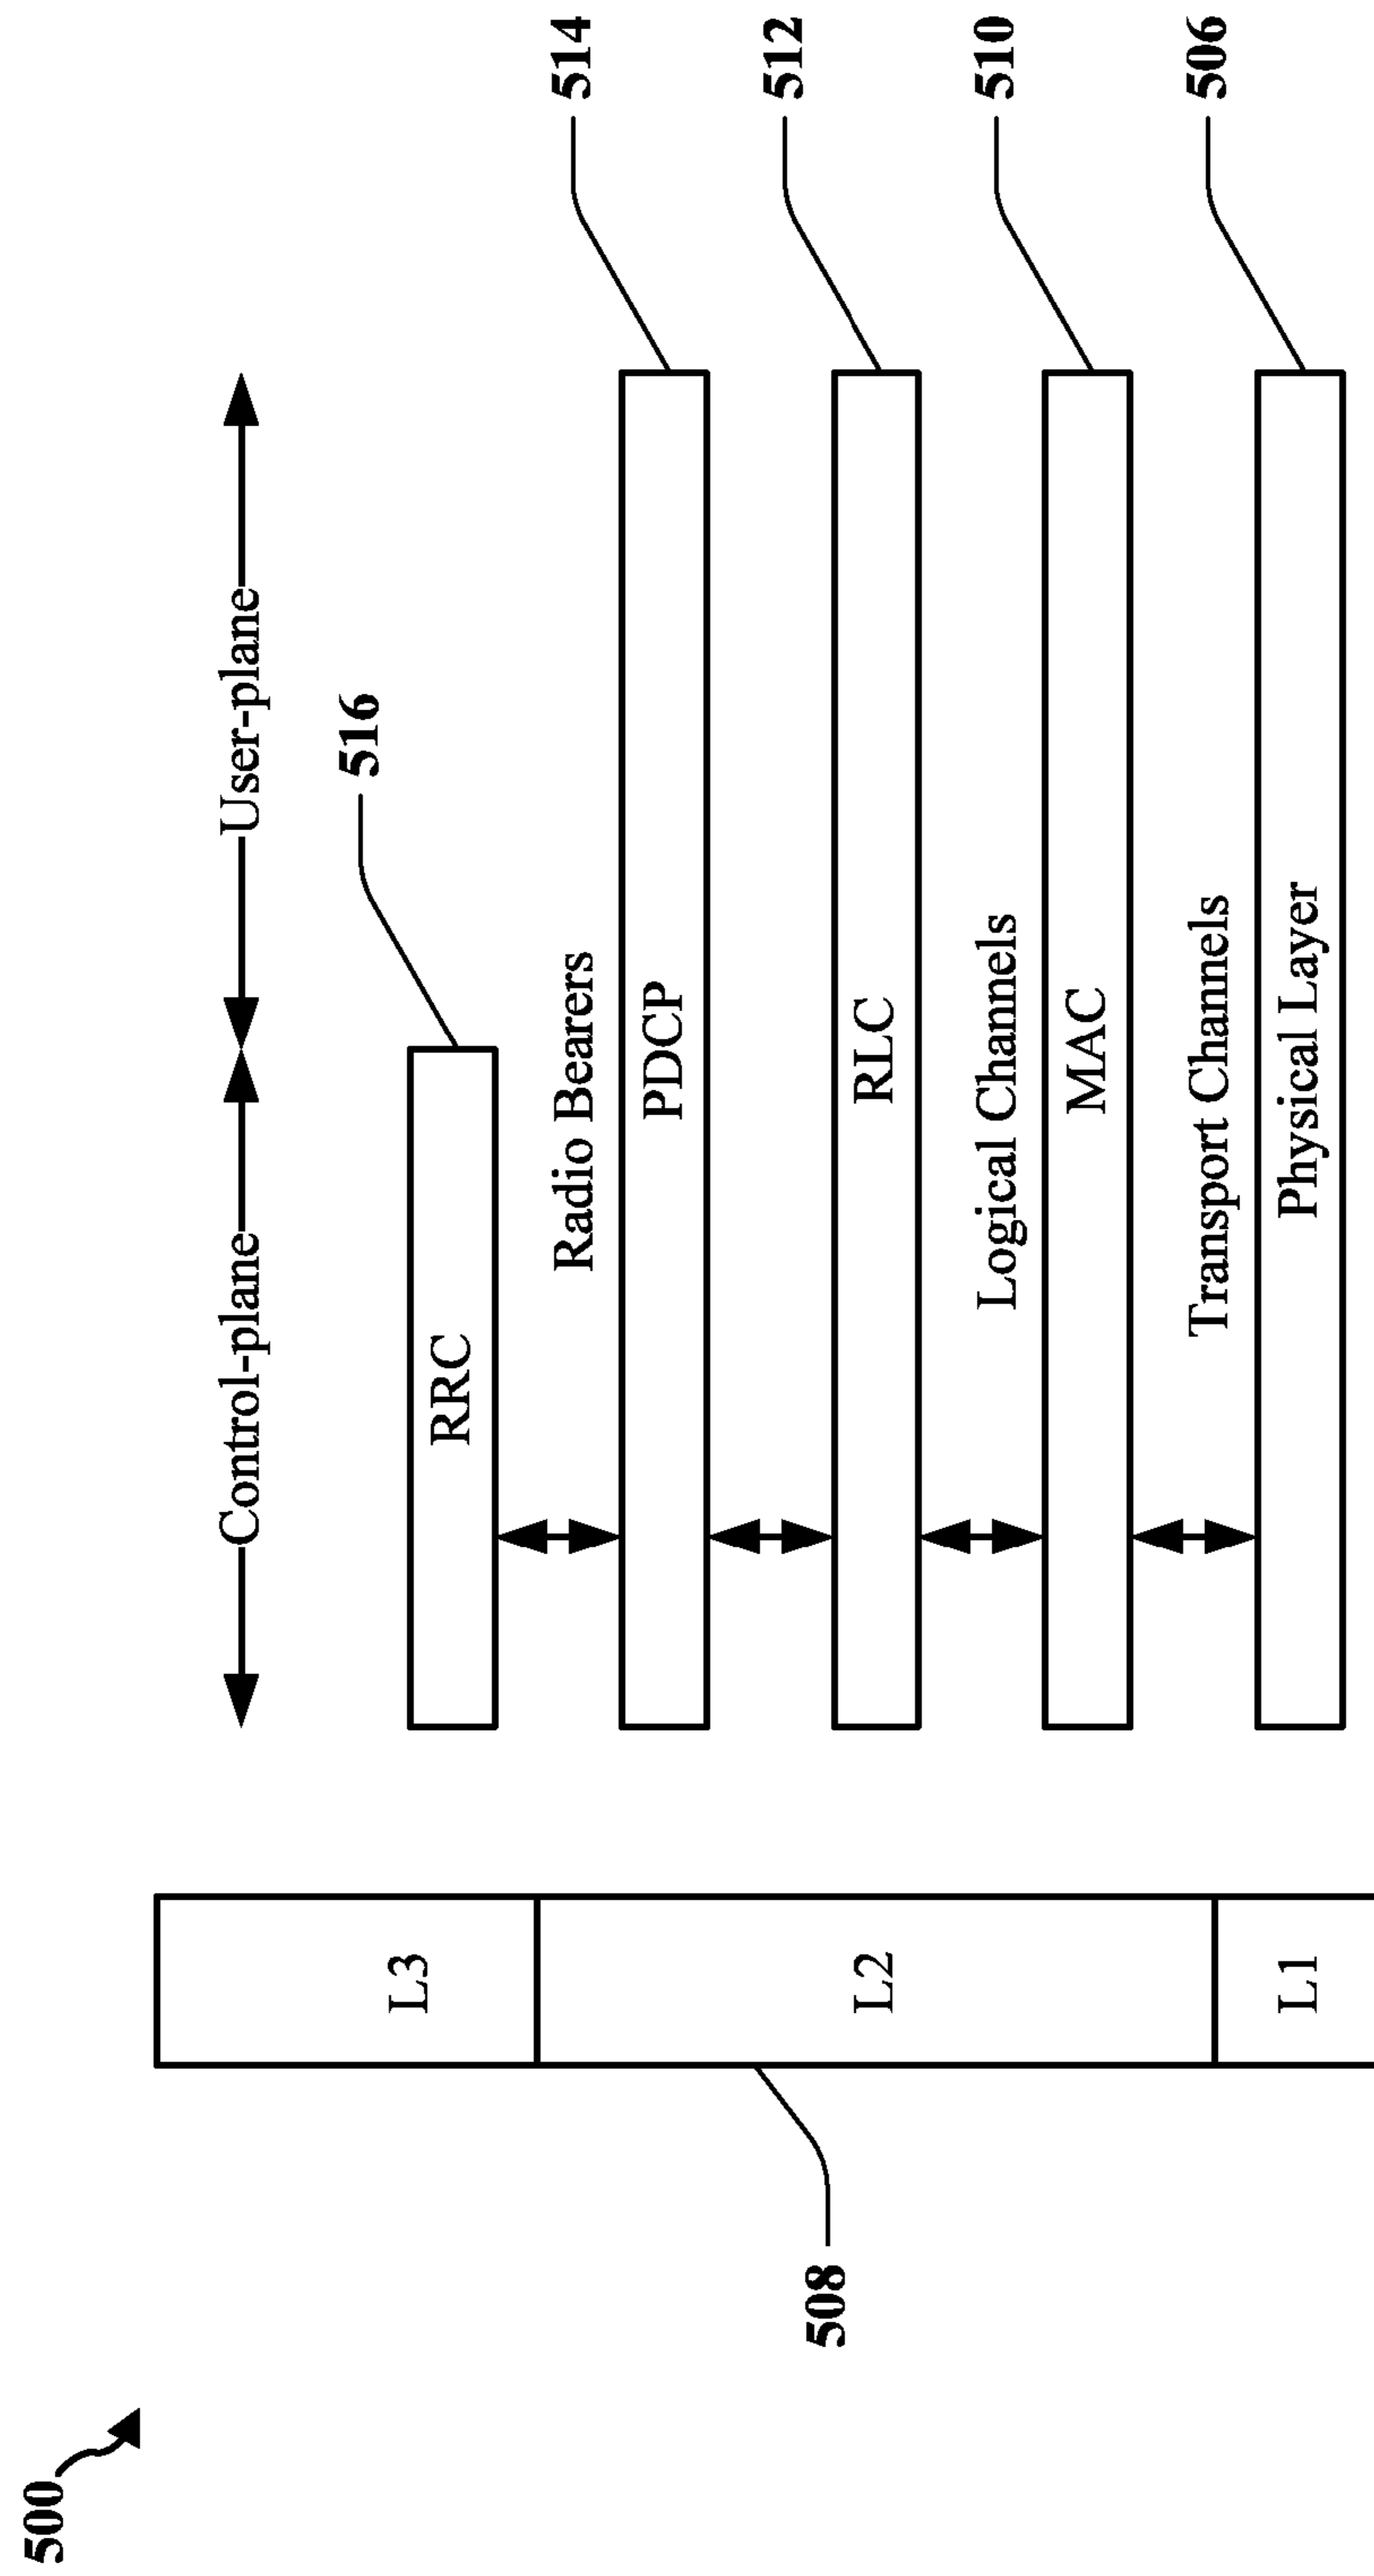 500
Control-plane
User-plane
516
L3
RRC
Radio Bearers
514
PDCP
508
L2
512
RLC
Logical Channels
510
MAC
Transport Channels
506
L1
Physical Layer